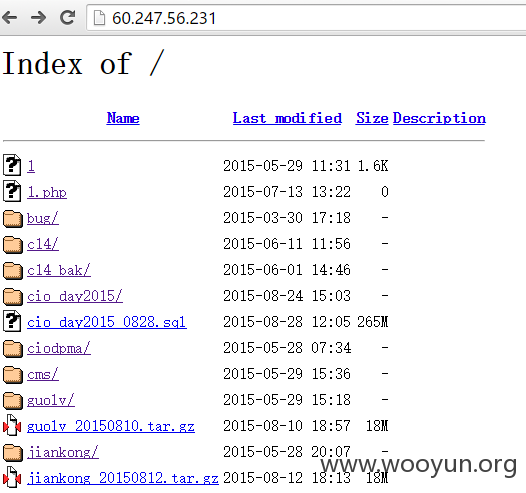 60.247.56.231
Index of /
Name Last modified Size Description
1 2015-05-29 11:31 1.6K
1.php 2015-07-13 13:22 0
bug/ 2015-03-30 17:18 -
c14/ 2015-06-11 11:56 -
c14_bak/ 2015-06-01 14:46 -
cio_day2015/ 2015-08-24 15:03 -
cio_day2015_0828.sql 2015-08-28 12:05 265M
ciodpma/ 2015-05-28 07:34 -
cms/ 2015-05-29 15:36 -
guolv/ 2015-05-29 15:18 -
guolv_20150810.tar.gz 2015-08-10 18:57 18M
jiankong/ 2015-05-28 20:07 -
jiankong_20150812.tar.gz 2015-08-12 18:13 18M
www.wooyun.org